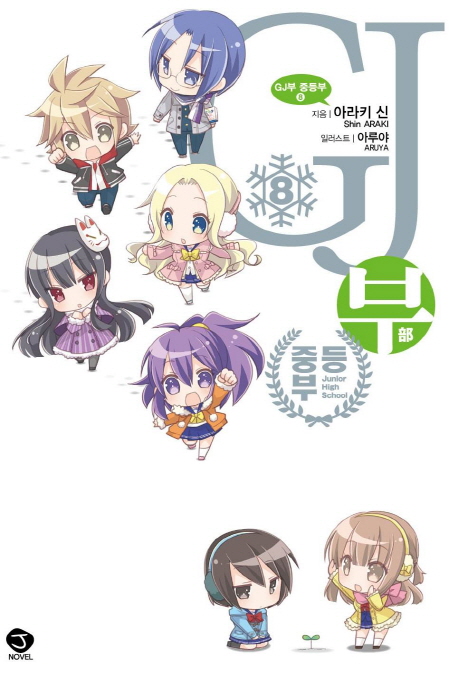 GJ
GJ부 중등부
8
지음 | 아라키 신
Shin ARAKI
일러스트 | 아루야
ARUYA
8
부
部
중등
부 Junior
High
School
J
NOVEL